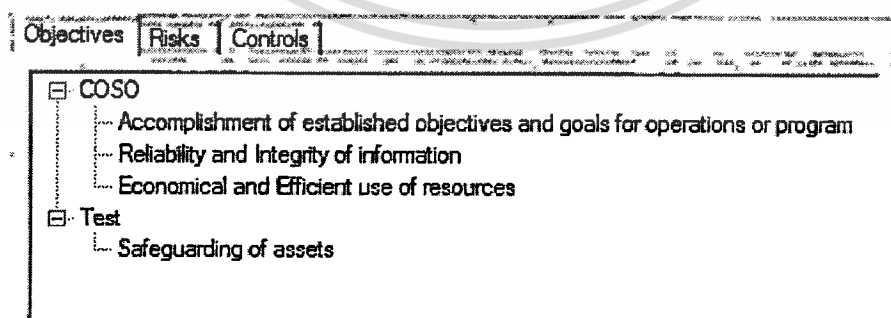 Objectives Risks Controls
COSO
Accomplishment of established objectives and goals for operations or program
Reliability and Integrity of information
Economical and Efficient use of resources
Test
Safeguarding of assets